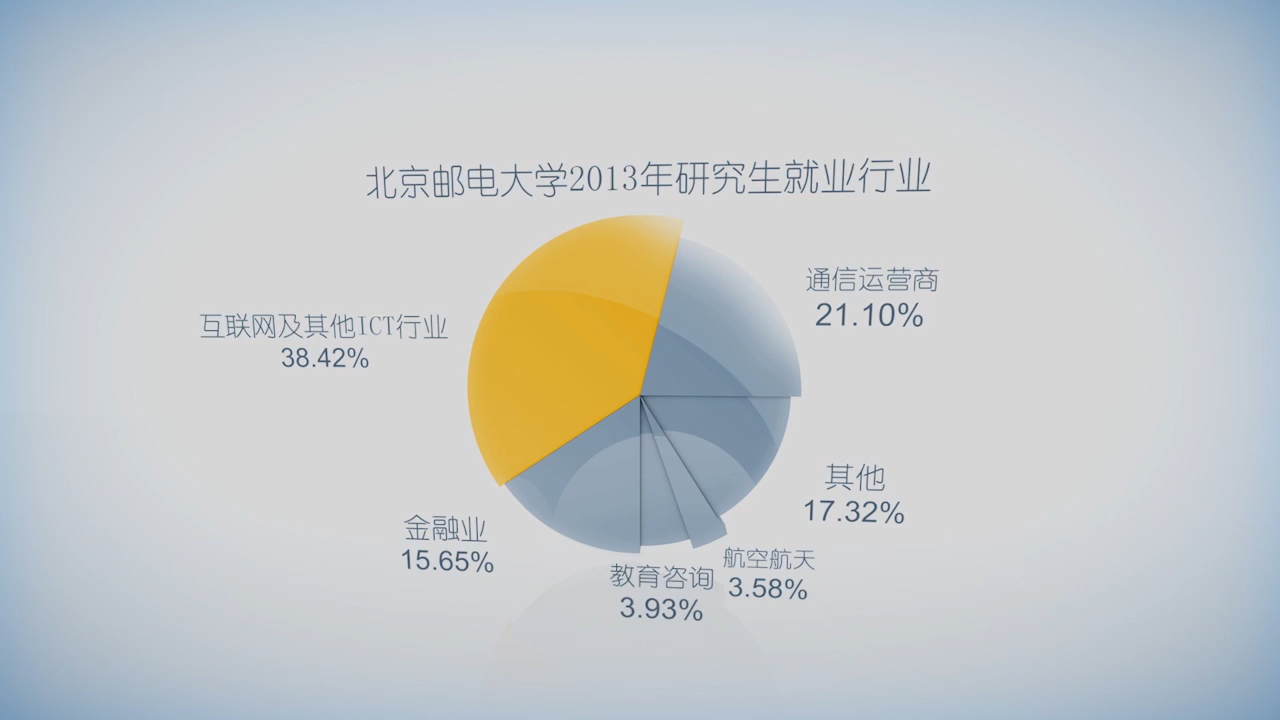 北京邮电大学2013年研究生就业行业
通信运营商
21.10%
互联网及其他ICT行业
38.42%
其他
17.32%
金融业
15.65%
航空航天
3.58%
教育咨询
3.93%